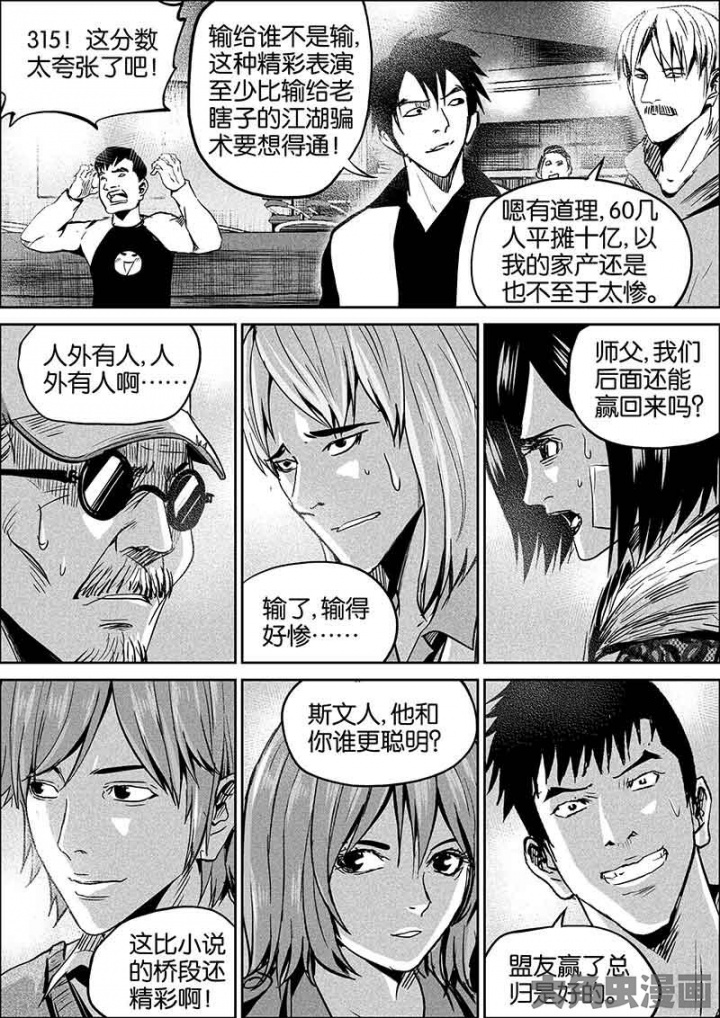 315！这分数
太夸张了吧！
输给谁不是输，
这种精彩表演
至少比输给老
瞎子的江湖骗
术要想得通！
嗯有道理，60几
人平摊十亿，以
我的家产还是
也不至于太惨。
人外有人，人
外有人啊……
输了，输得
好惨……
师父，我们
后面还能
赢回来吗？
这比小说
的桥段还
精彩啊！
斯文人，他和
你谁更聪明？
盟友赢了总
归是好的。
虫漫画